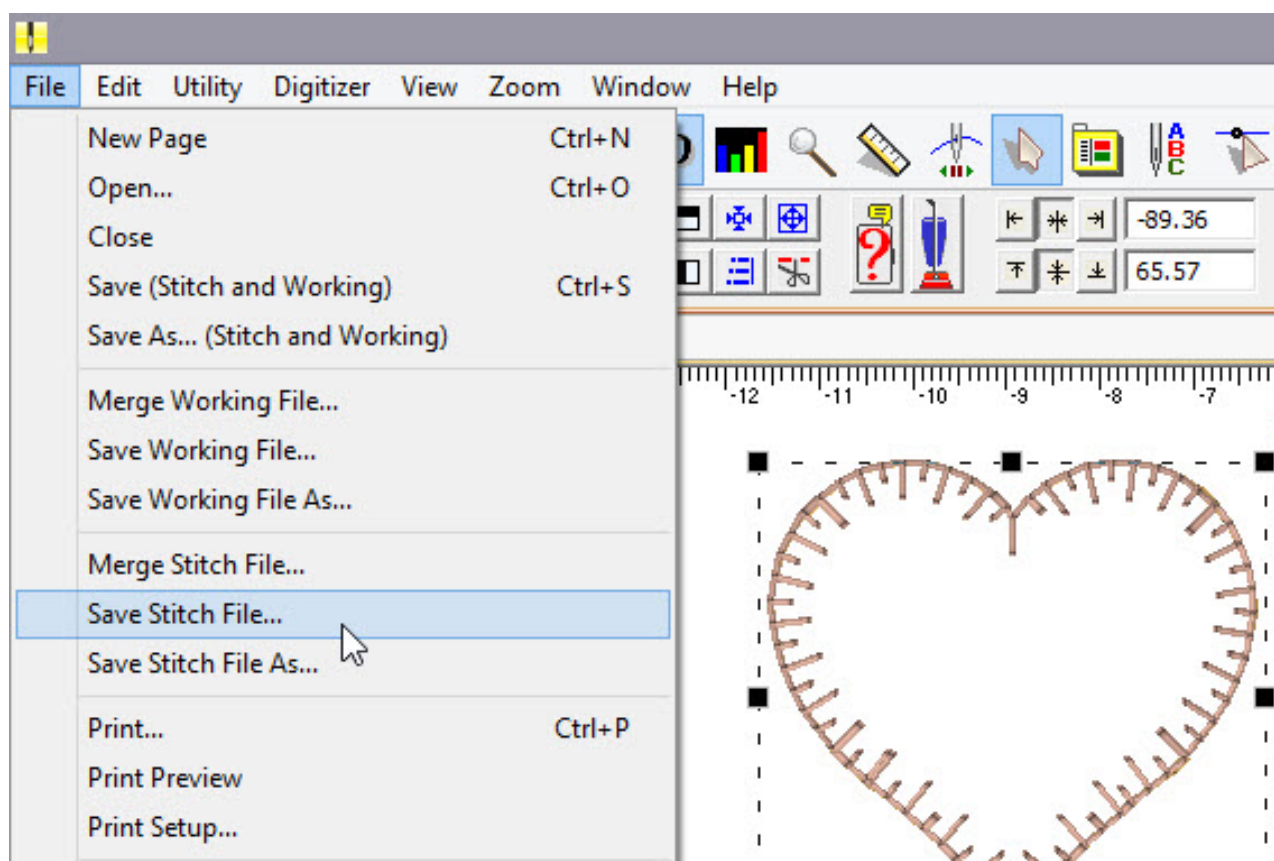 File Edit Utility Digitizer View Zoom Window Help
New Page Ctrl+N
Open... Ctrl+O
Close
Save (Stitch and Working) Ctrl+S
Save As... (Stitch and Working)
Merge Working File...
Save Working File...
Save Working File As...
Merge Stitch File...
Save Stitch File...
Save Stitch File As...
Print... Ctrl+P
Print Preview
Print Setup...
A
B
C
?
-89.36
65.57
-12 -11 -10 -9 -8 -7